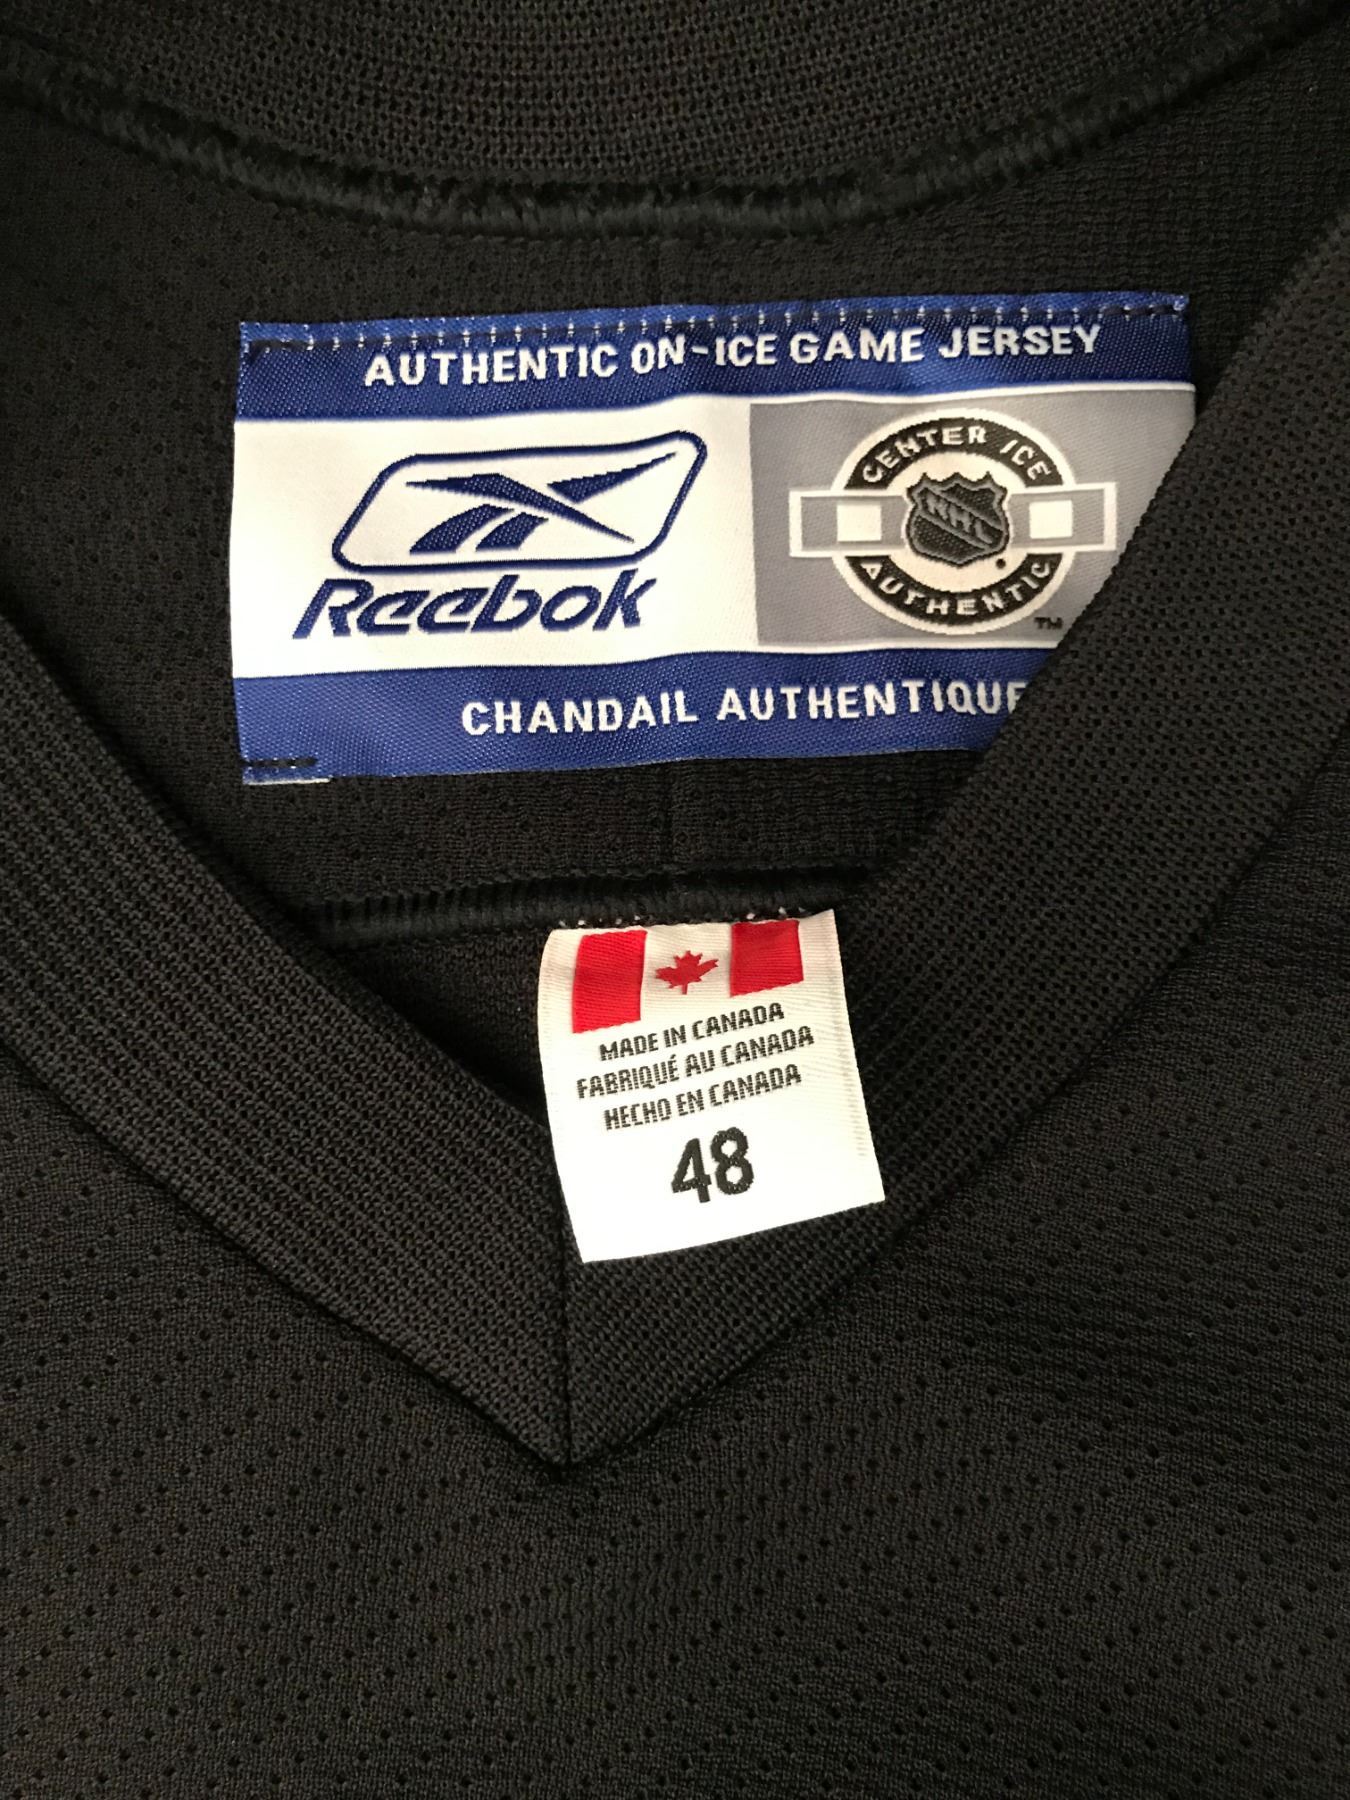 AUTHENTIC ON-ICE GAME JERSEY
Reebok
CENTER ICE
NHL
AUTHENTIC
TM
CHANDAIL AUTHENTIQUE
MADE IN CANADA
FABRIQUÉ AU CANADA
HECHO EN CANADA
48